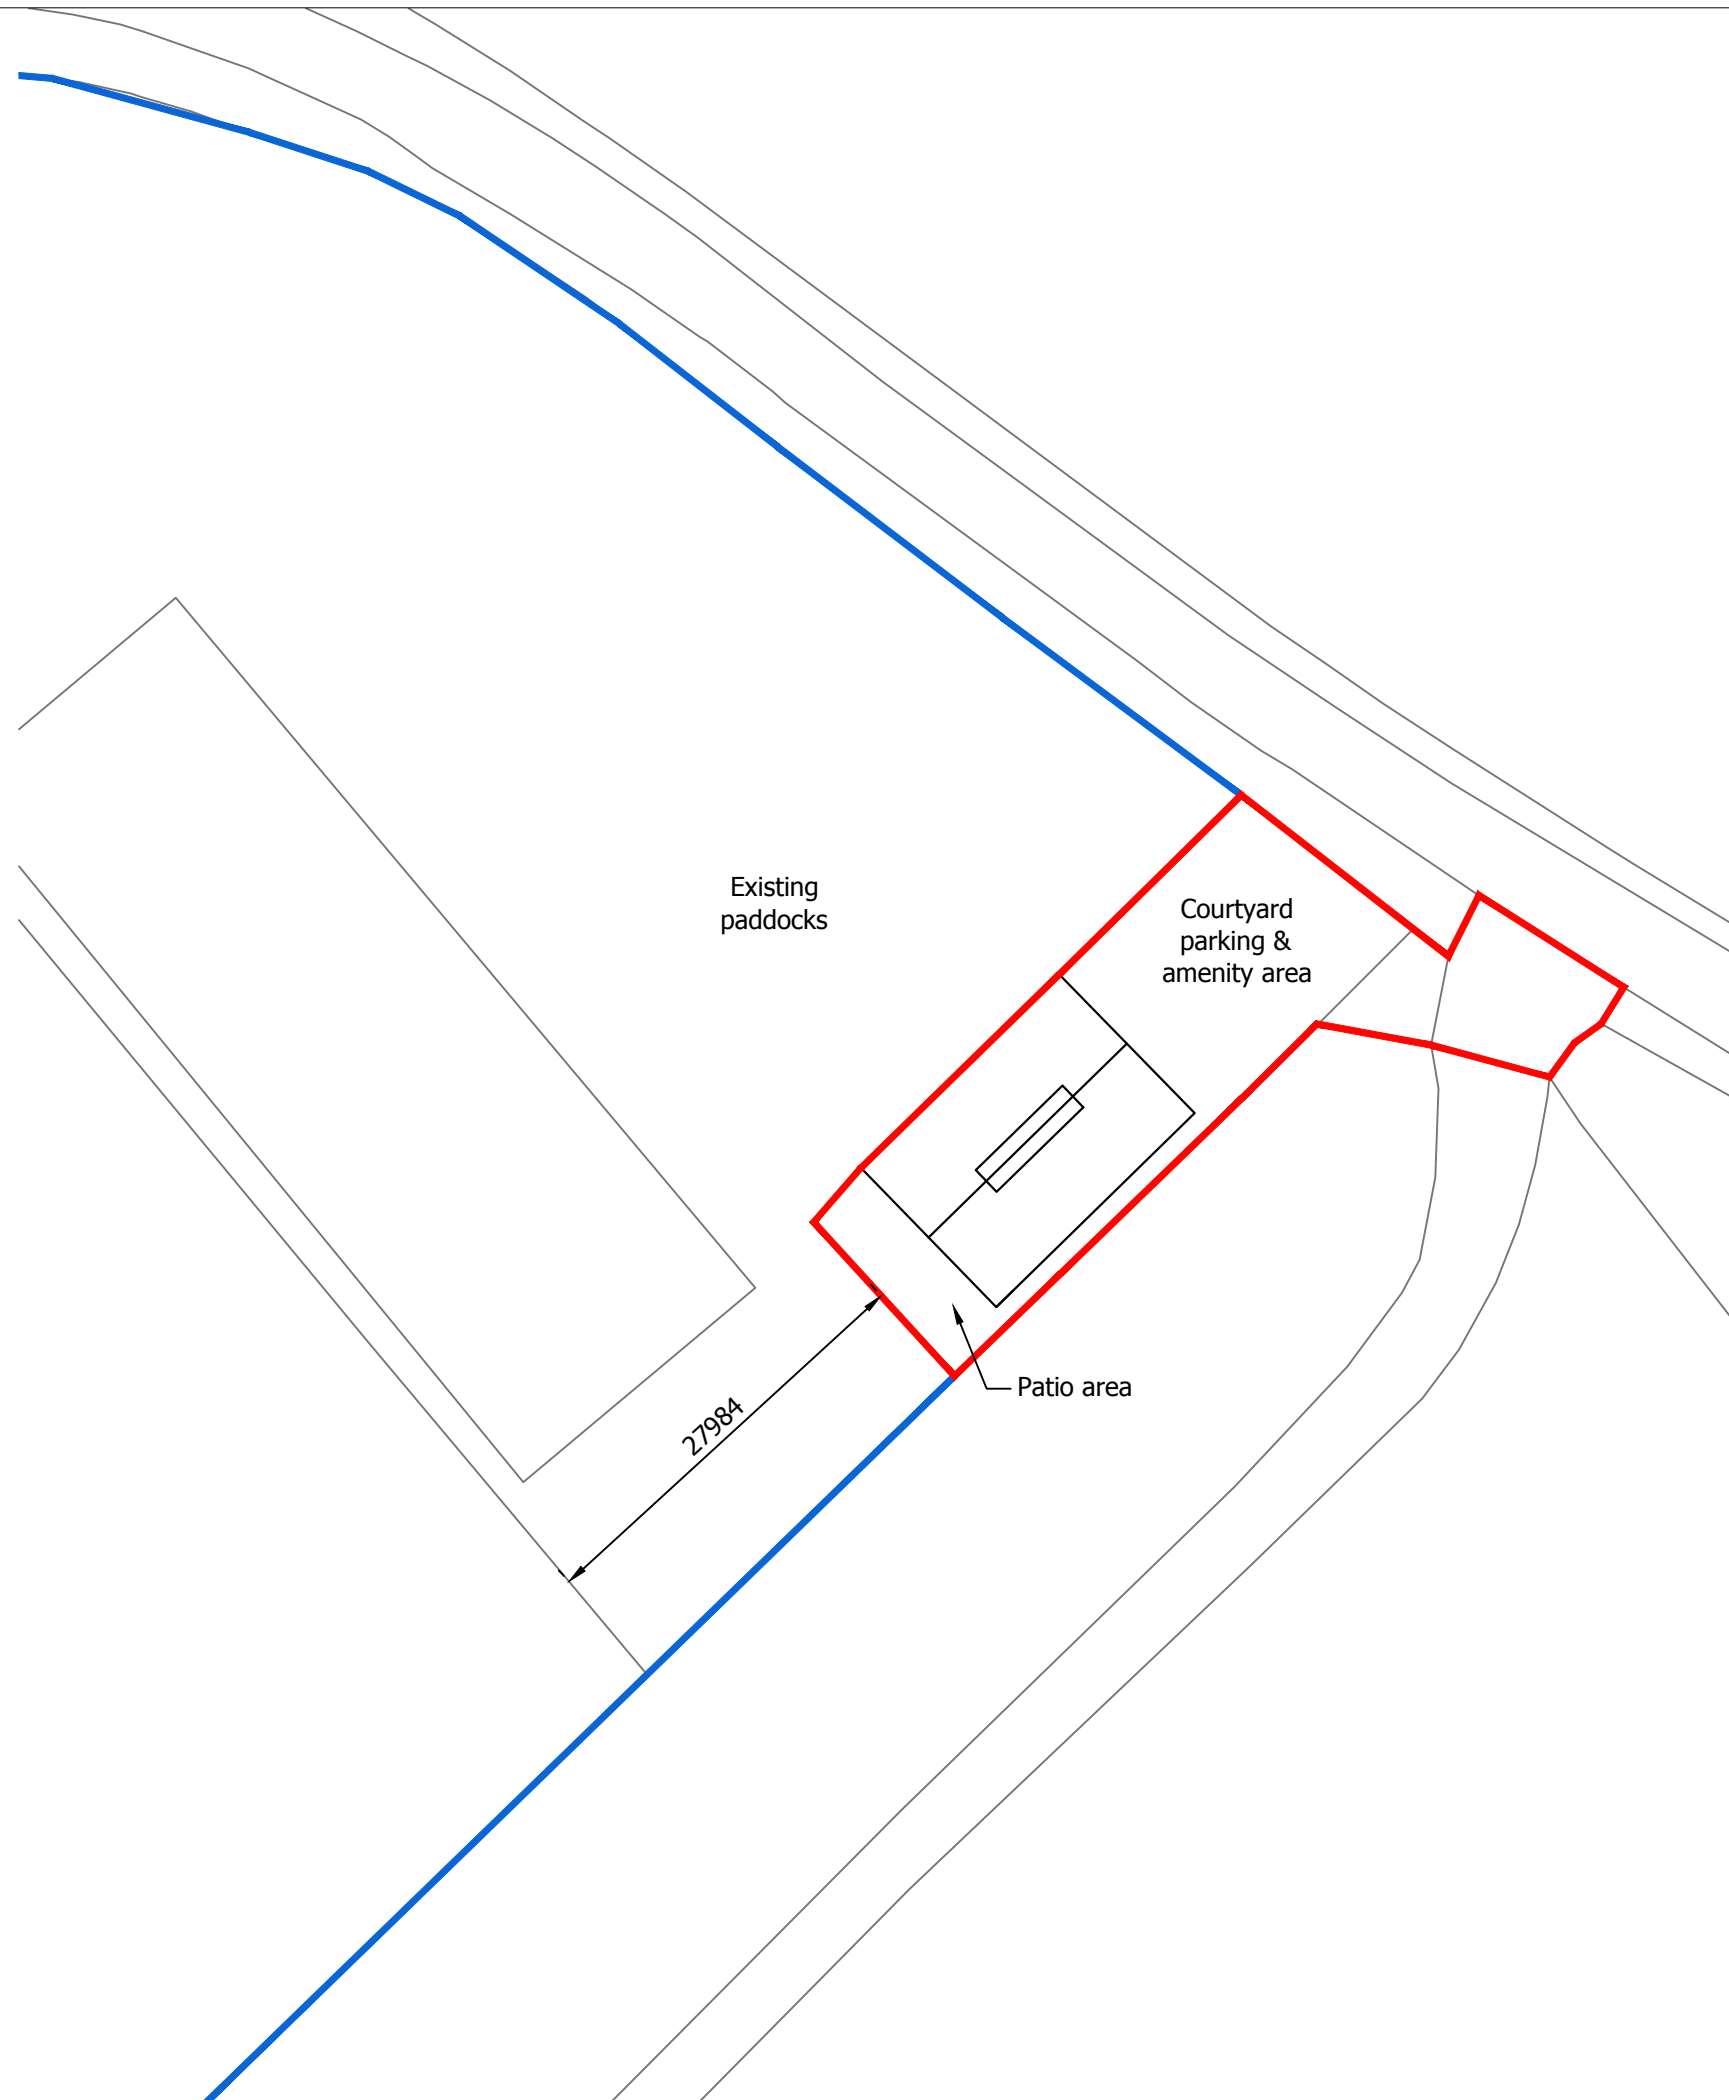 Existing
paddocks
Courtyard
parking &
amenity area
Patio area
27984